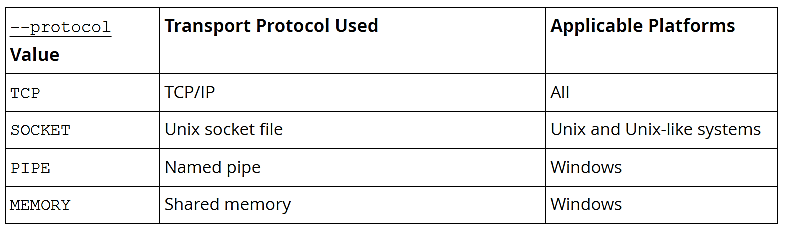 --protocol Value Transport Protocol Used Applicable Platforms
TCP TCP/IP All
SOCKET Unix socket file Unix and Unix-like systems
PIPE Named pipe Windows
MEMORY Shared memory Windows